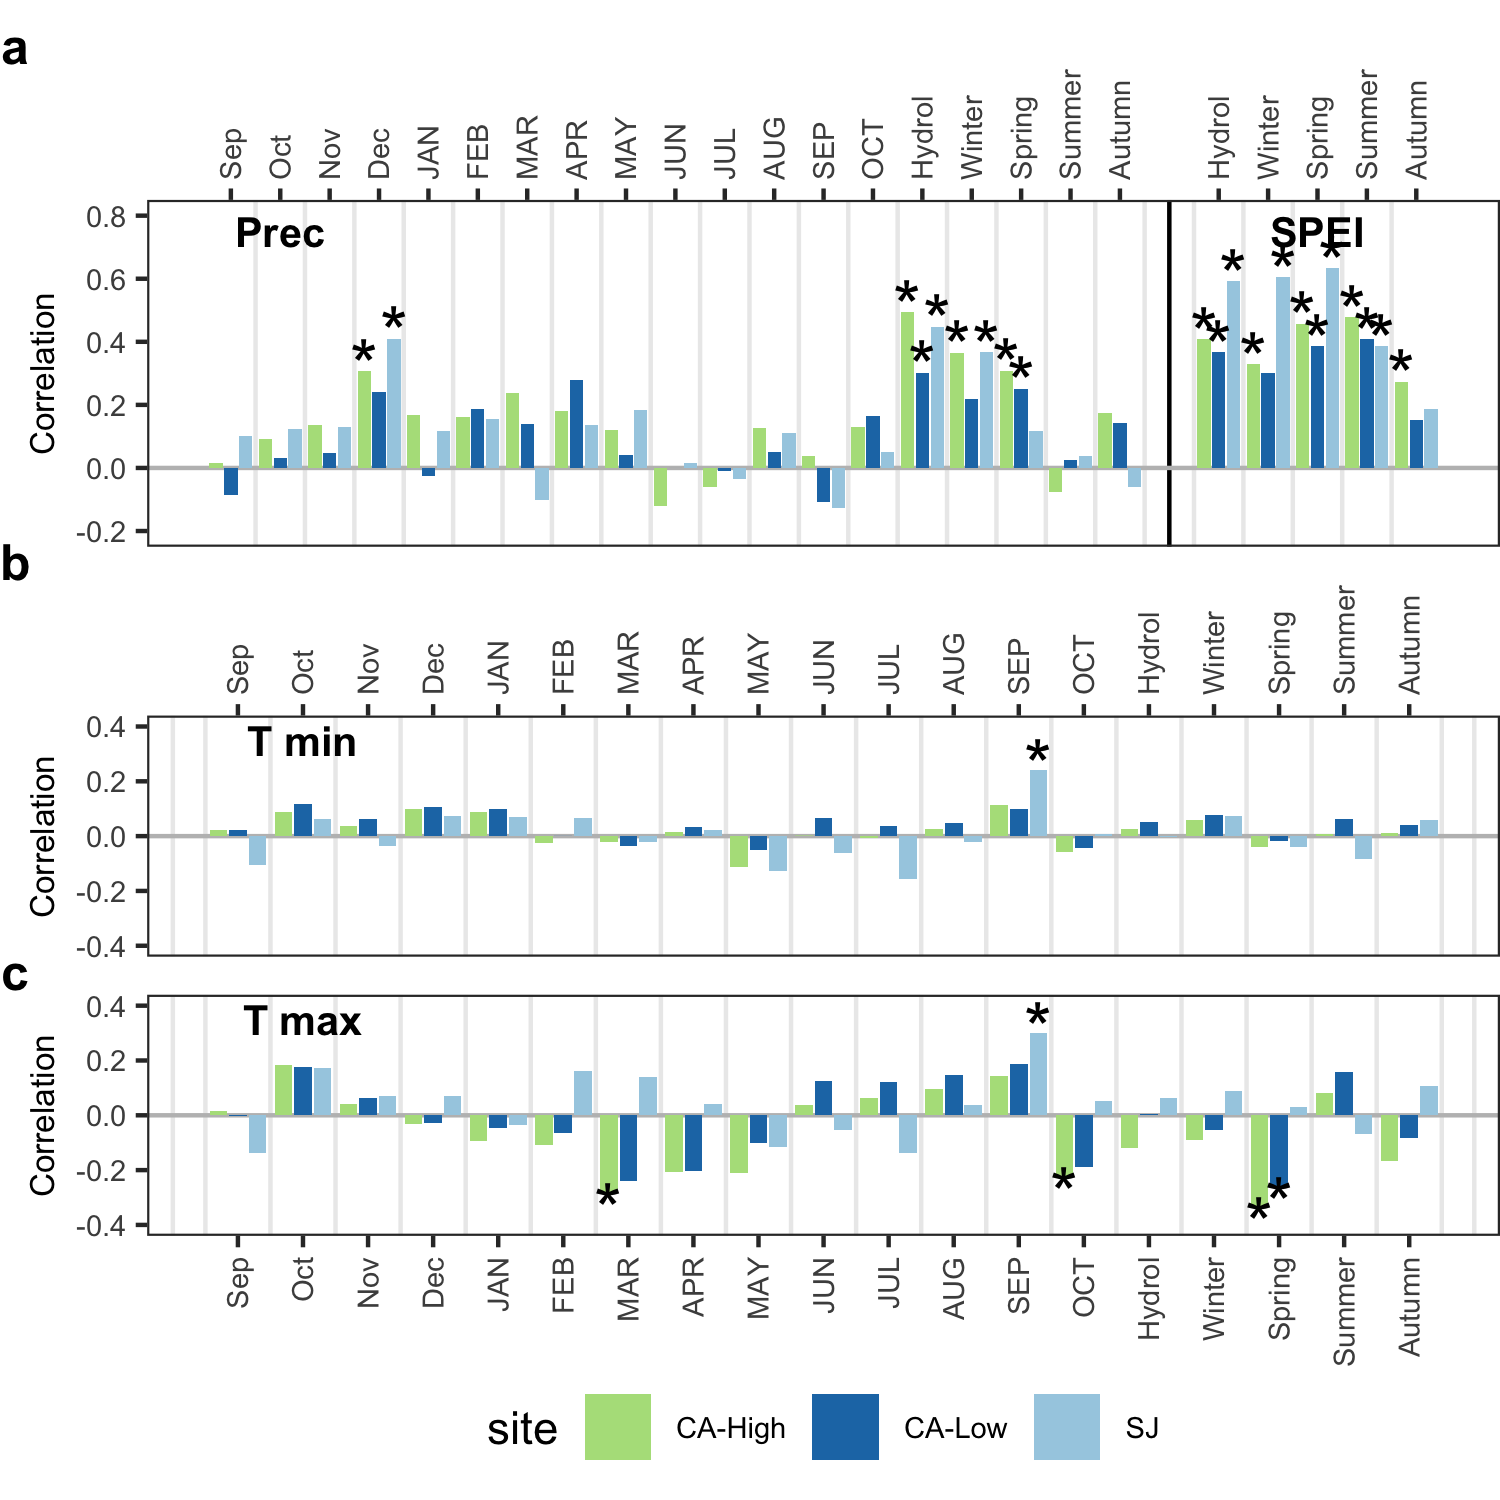 a
Sep Oct Nov Dec JAN FEB MAR APR MAY JUN JUL AUG SEP OCT Hydrol Winter Spring Summer Autumn Hydrol Winter Spring Summer Autumn
Prec SPEI
Correlation
0.8
0.6
0.4
0.2
0.0
-0.2
* * * * * * * * * * * * * * * * * * * * *
b
Sep Oct Nov Dec JAN FEB MAR APR MAY JUN JUL AUG SEP OCT Hydrol Winter Spring Summer Autumn
T min
Correlation
0.4
0.2
0.0
-0.2
-0.4
*
c
T max
Correlation
0.4
0.2
0.0
-0.2
-0.4
* * * * *
Sep Oct Nov Dec JAN FEB MAR APR MAY JUN JUL AUG SEP OCT Hydrol Winter Spring Summer Autumn
site CA-High CA-Low SJ